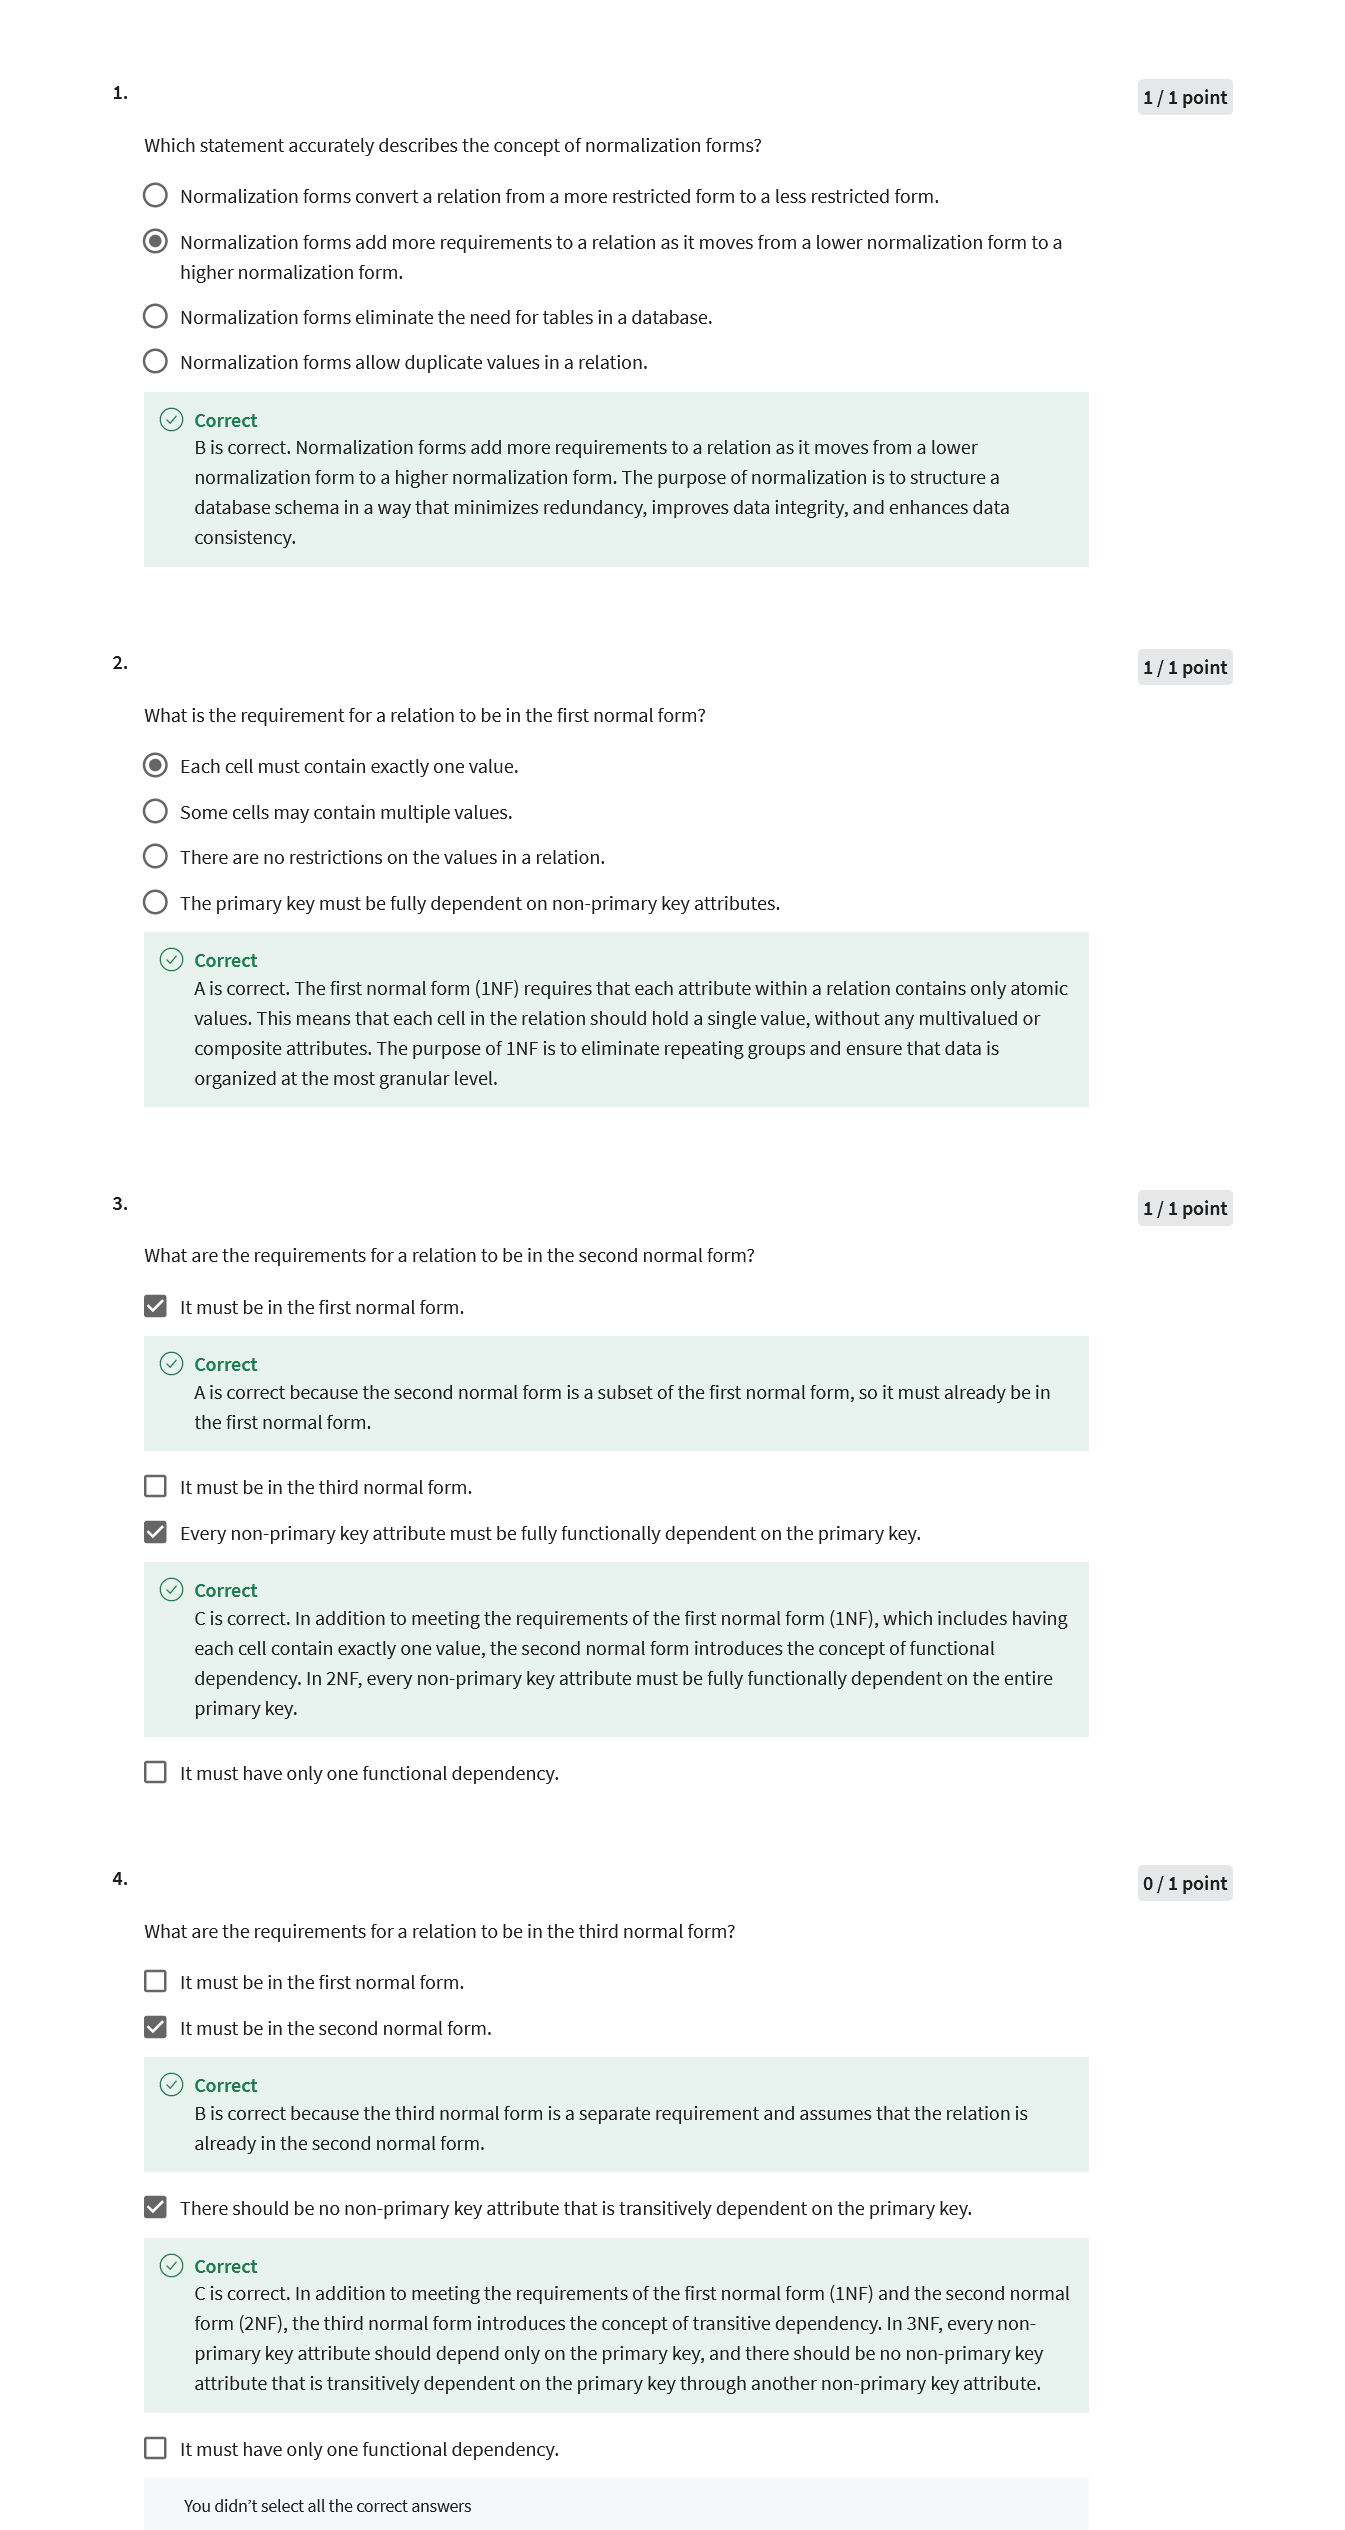 1.
1 / 1 point
Which statement accurately describes the concept of normalization forms?
Normalization forms convert a relation from a more restricted form to a less restricted form.
Normalization forms add more requirements to a relation as it moves from a lower normalization form to a
higher normalization form.
Normalization forms eliminate the need for tables in a database.
Normalization forms allow duplicate values in a relation.
Correct
B is correct. Normalization forms add more requirements to a relation as it moves from a lower
normalization form to a higher normalization form. The purpose of normalization is to structure a
database schema in a way that minimizes redundancy, improves data integrity, and enhances data
consistency.
2.
1 / 1 point
What is the requirement for a relation to be in the first normal form?
Each cell must contain exactly one value.
Some cells may contain multiple values.
There are no restrictions on the values in a relation.
The primary key must be fully dependent on non-primary key attributes.
Correct
A is correct. The first normal form (1NF) requires that each attribute within a relation contains only atomic
values. This means that each cell in the relation should hold a single value, without any multivalued or
composite attributes. The purpose of 1NF is to eliminate repeating groups and ensure that data is
organized at the most granular level.
3.
1 / 1 point
What are the requirements for a relation to be in the second normal form?
It must be in the first normal form.
Correct
A is correct because the second normal form is a subset of the first normal form, so it must already be in
the first normal form.
It must be in the third normal form.
Every non-primary key attribute must be fully functionally dependent on the primary key.
Correct
C is correct. In addition to meeting the requirements of the first normal form (1NF), which includes having
each cell contain exactly one value, the second normal form introduces the concept of functional
dependency. In 2NF, every non-primary key attribute must be fully functionally dependent on the entire
primary key.
It must have only one functional dependency.
4.
0 / 1 point
What are the requirements for a relation to be in the third normal form?
It must be in the first normal form.
It must be in the second normal form.
Correct
B is correct because the third normal form is a separate requirement and assumes that the relation is
already in the second normal form.
There should be no non-primary key attribute that is transitively dependent on the primary key.
Correct
C is correct. In addition to meeting the requirements of the first normal form (1NF) and the second normal
form (2NF), the third normal form introduces the concept of transitive dependency. In 3NF, every non-
primary key attribute should depend only on the primary key, and there should be no non-primary key
attribute that is transitively dependent on the primary key through another non-primary key attribute.
It must have only one functional dependency.
You didn't select all the correct answers